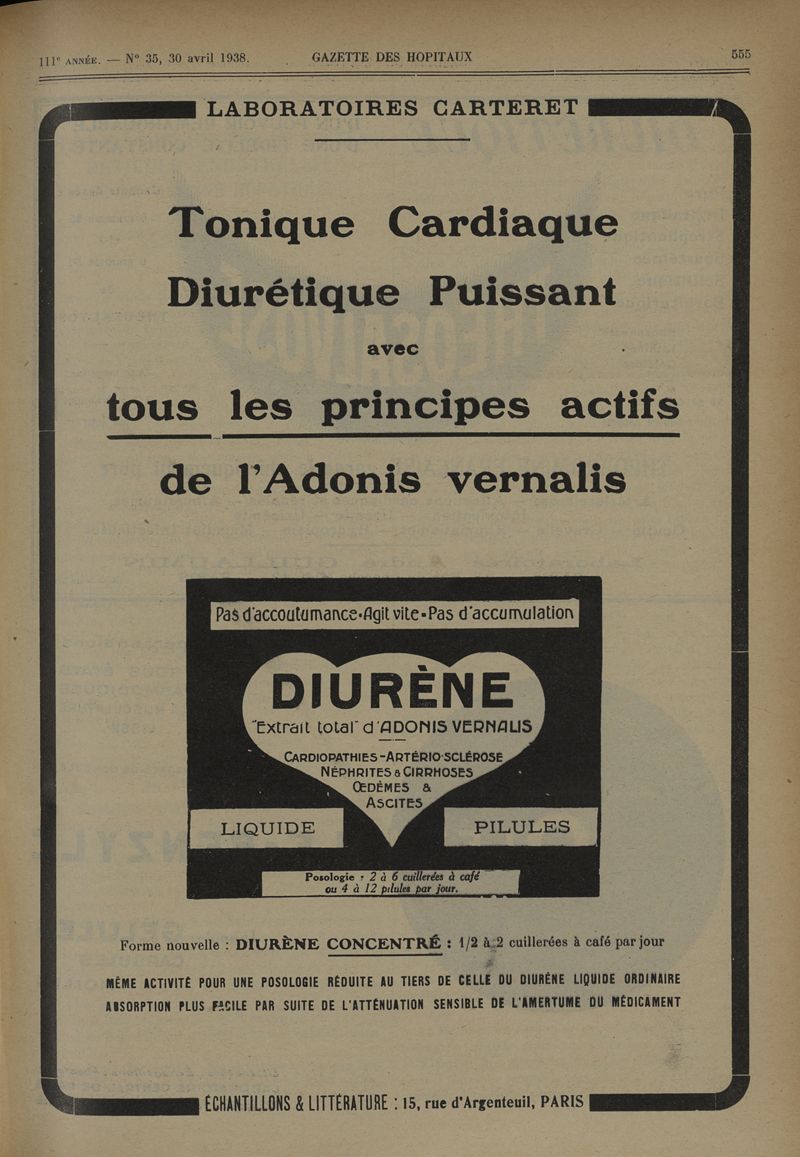 111e ANNÉE. — N° 35, 30 avril 1938. GAZETTE DES HOPITAUX 555
LABORATOIRES CARTERET
Tonique Cardiaque
Diurétique Puissant
avec
tous les principes actifs
de l'Adonis vernalis
Pas d'accoutumance•Agit vite•Pas d'accumulation
DIURÈNE
"Extrait total" d'ADONIS VERNALIS
CARDIOPATHIES-ARTÉRIO-SCLÉROSE
NÉPHRITES & CIRRHOSES
ŒDÈMES &
ASCITES
LIQUIDE PILULES
Posologie : 2 à 6 cuillerées à café
ou 4 à 12 pilules par jour.
Forme nouvelle : DIURÈNE CONCENTRÉ : 1/2 à 2 cuillerées à café par jour
MÊME ACTIVITÉ POUR UNE POSOLOGIE RÉDUITE AU TIERS DE CELLE DU DIURÈNE LIQUIDE ORDINAIRE
ABSORPTION PLUS FACILE PAR SUITE DE L'ATTÉNUATION SENSIBLE DE L'AMERTUME DU MÉDICAMENT
ÉCHANTILLONS & LITTÉRATURE : 15, rue d'Argenteuil, PARIS